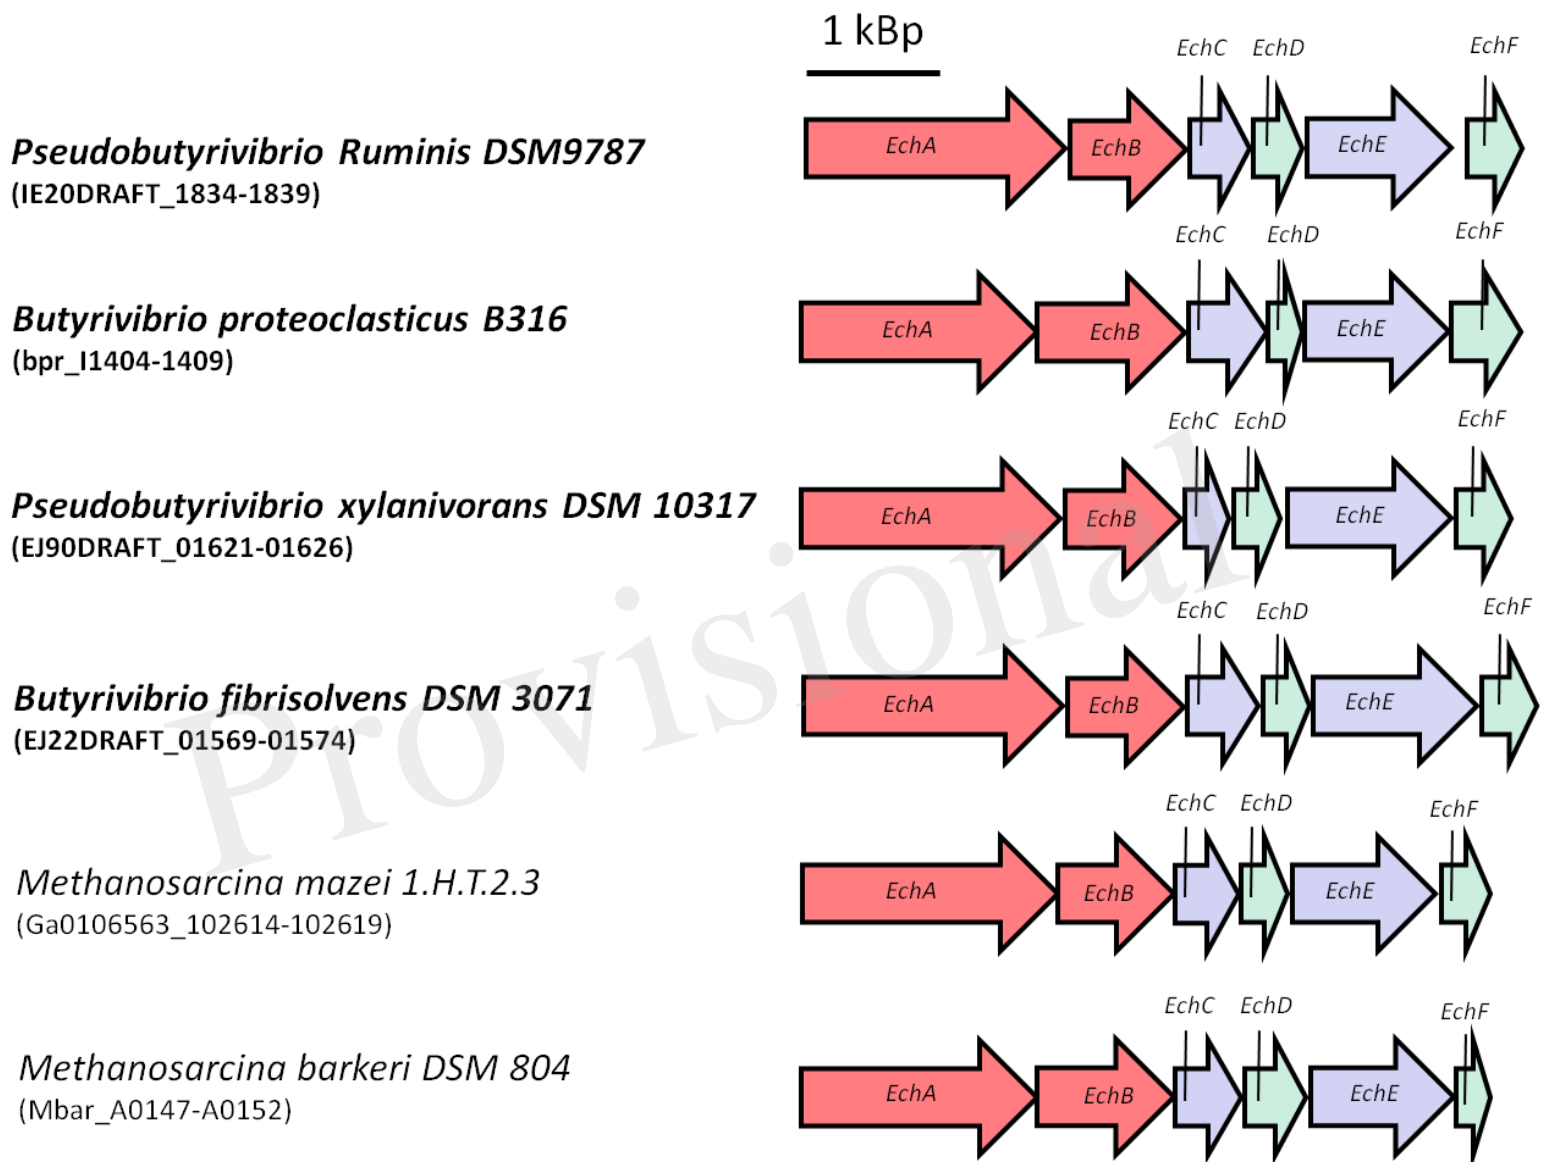 1 kBp
EchC EchD EchF
Pseudobutyrivibrio Ruminis DSM9787
(IE20DRAFT_1834-1839)
EchA EchB EchE
EchC EchD EchF
Butyrivibrio proteoclasticus B316
(bpr_I1404-1409)
EchA EchB EchE
EchC EchD EchF
Pseudobutyrivibrio xylanivorans DSM 10317
(EJ90DRAFT_01621-01626)
EchA EchB EchE
Provisional
EchC EchD EchF
Butyrivibrio fibrisolvens DSM 3071
(EJ22DRAFT_01569-01574)
EchA EchB EchE
EchC EchD EchF
Methanosarcina mazei 1.H.T.2.3
(Ga0106563_102614-102619)
EchA EchB EchE
EchC EchD EchF
Methanosarcina barkeri DSM 804
(Mbar_A0147-A0152)
EchA EchB EchE